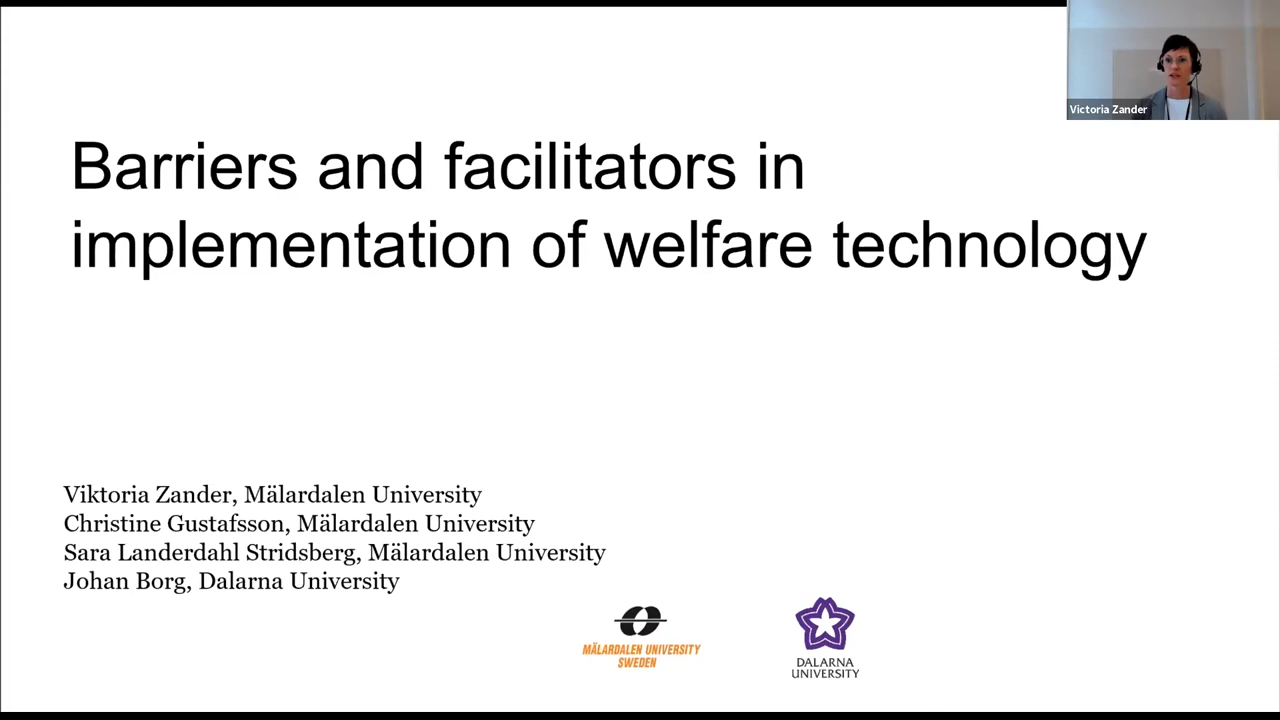 Victoria Zander
Barriers and facilitators in
implementation of welfare technology
Viktoria Zander, Mälardalen University
Christine Gustafsson, Mälardalen University
Sara Landerdahl Stridsberg, Mälardalen University
Johan Borg, Dalarna University
MÄLARDALEN UNIVERSITY
SWEDEN
DALARNA
UNIVERSITY